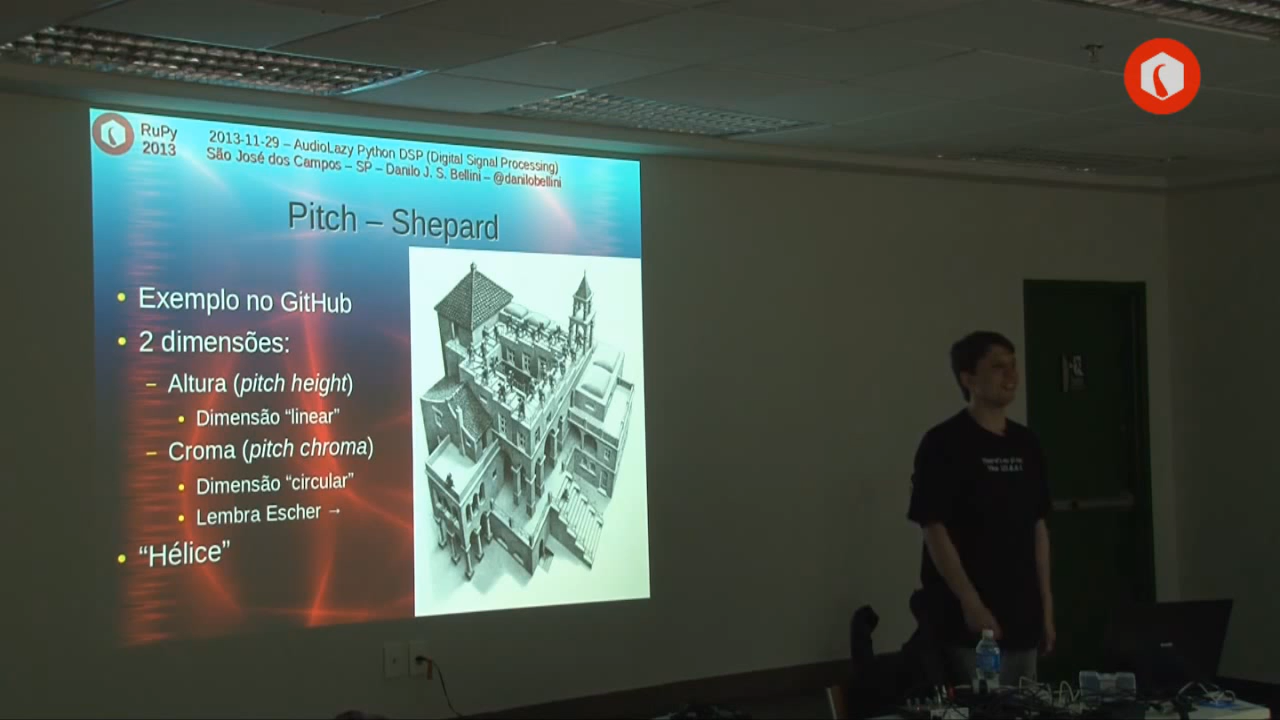 RuPy
2013
2013-11-29 – AudioLazy Python DSP (Digital Signal Processing)
São José dos Campos – SP – Danilo J. S. Bellini – @danilobellini
Pitch – Shepard
• Exemplo no GitHub
• 2 dimensões:
– Altura (pitch height)
• Dimensão “linear”
– Croma (pitch chroma)
• Dimensão “circular”
• Lembra Escher →
• “Hélice”